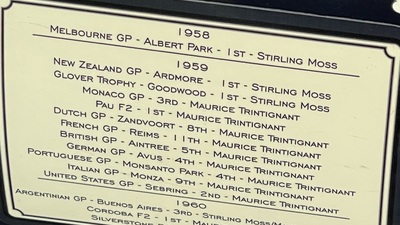 1958
Melbourne GP - Albert Park - 1st - Stirling Moss
1959
New Zealand GP - Ardmore - 1st - Stirling Moss
Glover Trophy - Goodwood - 1st - Stirling Moss
Monaco GP - 3rd - Maurice Trintignant
Pau F2 - 1st - Maurice Trintignant
Dutch GP - Zandvoort - 8th - Maurice Trintignant
French GP - Reims - 11th - Maurice Trintignant
British GP - Aintree - 5th - Maurice Trintignant
German GP - Avus - 4th - Maurice Trintignant
Portuguese GP - Monsanto Park - 4th - Maurice Trintignant
Italian GP - Monza - 9th - Maurice Trintignant
United States GP - Sebring - 2nd - Maurice Trintignant
1960
Argentinian GP - Buenos Aires - 3rd - Stirling Moss/M
Cordoba F2 - 1st - Mau
Silverstone